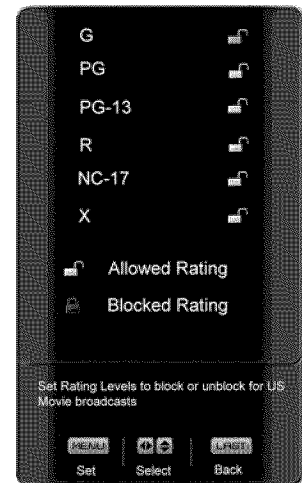 G
PG
PG-13
R
NC-17
X
Allowed Rating
Blocked Rating
Set Rating Levels to block or unblock for US
Movie broadcasts
MENU LAST
Set Select Back